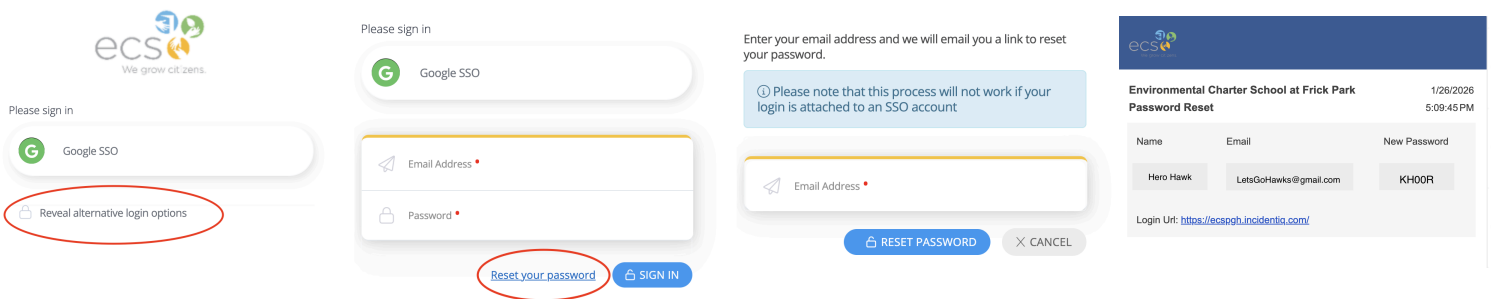 ecs
We grow citizens.
Please sign in
G
Google SSO
Reveal alternative login options
Please sign in
G
Google SSO
Email Address •
Password •
Reset your password
SIGN IN
Enter your email address and we will email you a link to reset
your password.
Please note that this process will not work if your
login is attached to an SSO account
Email Address •
RESET PASSWORD
CANCEL
ecs
Environmental Charter School at Frick Park
1/26/2026
Password Reset
5:09:45 PM
Name Email New Password
Hero Hawk LetsGoHawks@gmail.com KH00R
Login Url: https://ecspgh.incidentiq.com/